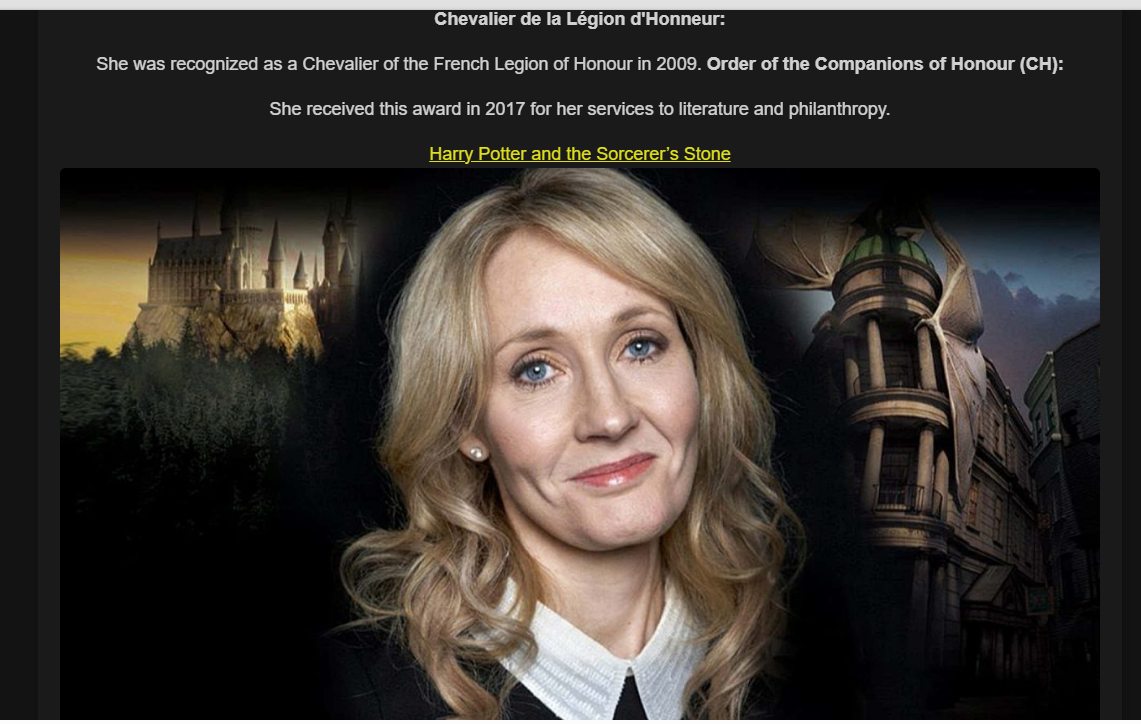 Chevalier de la Légion d'Honneur:
She was recognized as a Chevalier of the French Legion of Honour in 2009. Order of the Companions of Honour (CH):
She received this award in 2017 for her services to literature and philanthropy.
Harry Potter and the Sorcerer’s Stone